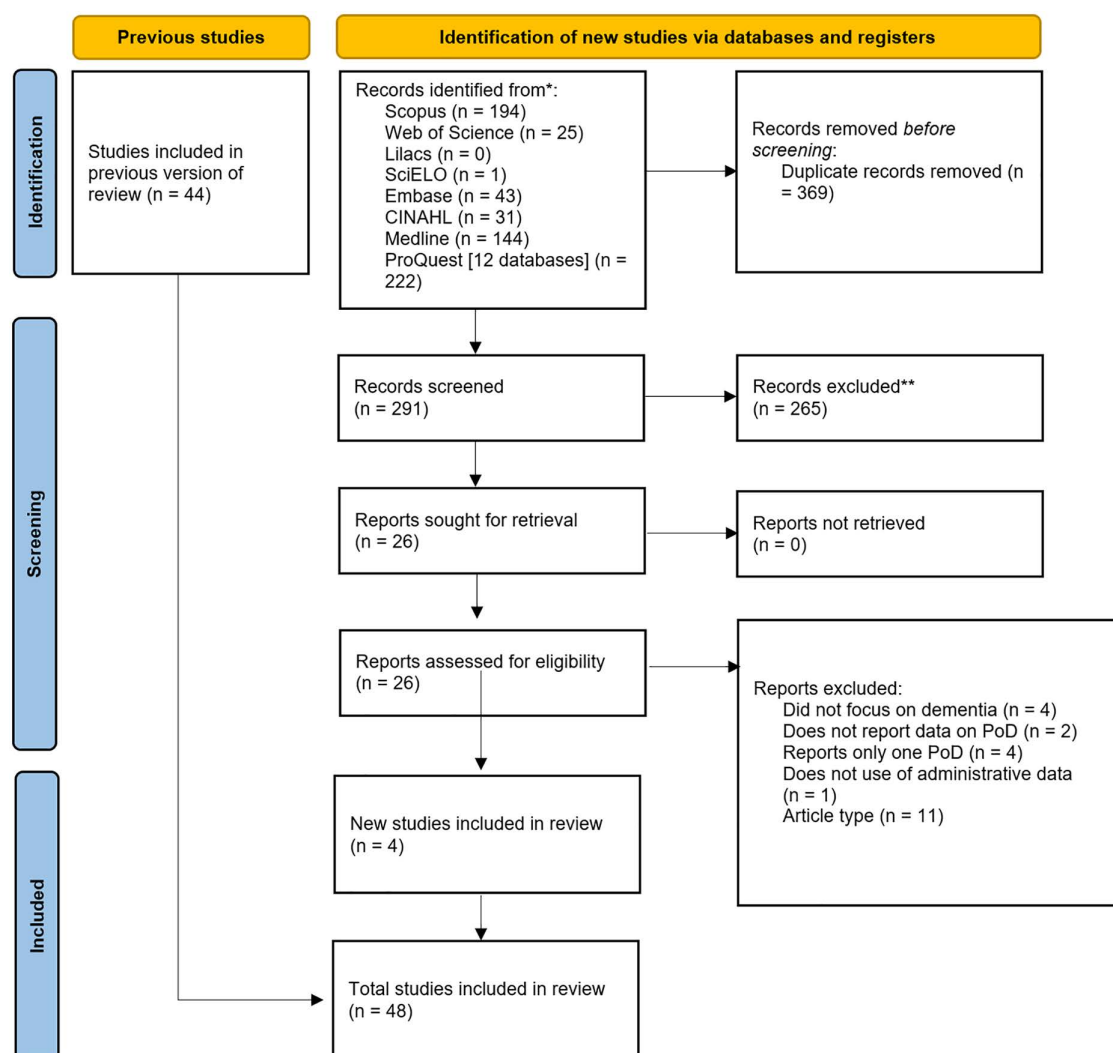 Previous studies
Identification of new studies via databases and registers
Identification
Studies included in
previous version of
review (n = 44)
Records identified from*:
Scopus (n = 194)
Web of Science (n = 25)
Lilacs (n = 0)
SciELO (n = 1)
Embase (n = 43)
CINAHL (n = 31)
Medline (n = 144)
ProQuest [12 databases] (n =
222)
Records removed before
screening:
Duplicate records removed (n
= 369)
Screening
Records screened
(n = 291)
Records excluded**
(n = 265)
Reports sought for retrieval
(n = 26)
Reports not retrieved
(n = 0)
Reports assessed for eligibility
(n = 26)
Reports excluded:
Did not focus on dementia (n = 4)
Does not report data on PoD (n = 2)
Reports only one PoD (n = 4)
Does not use of administrative data
(n = 1)
Article type (n = 11)
Included
New studies included in review
(n = 4)
Total studies included in review
(n = 48)